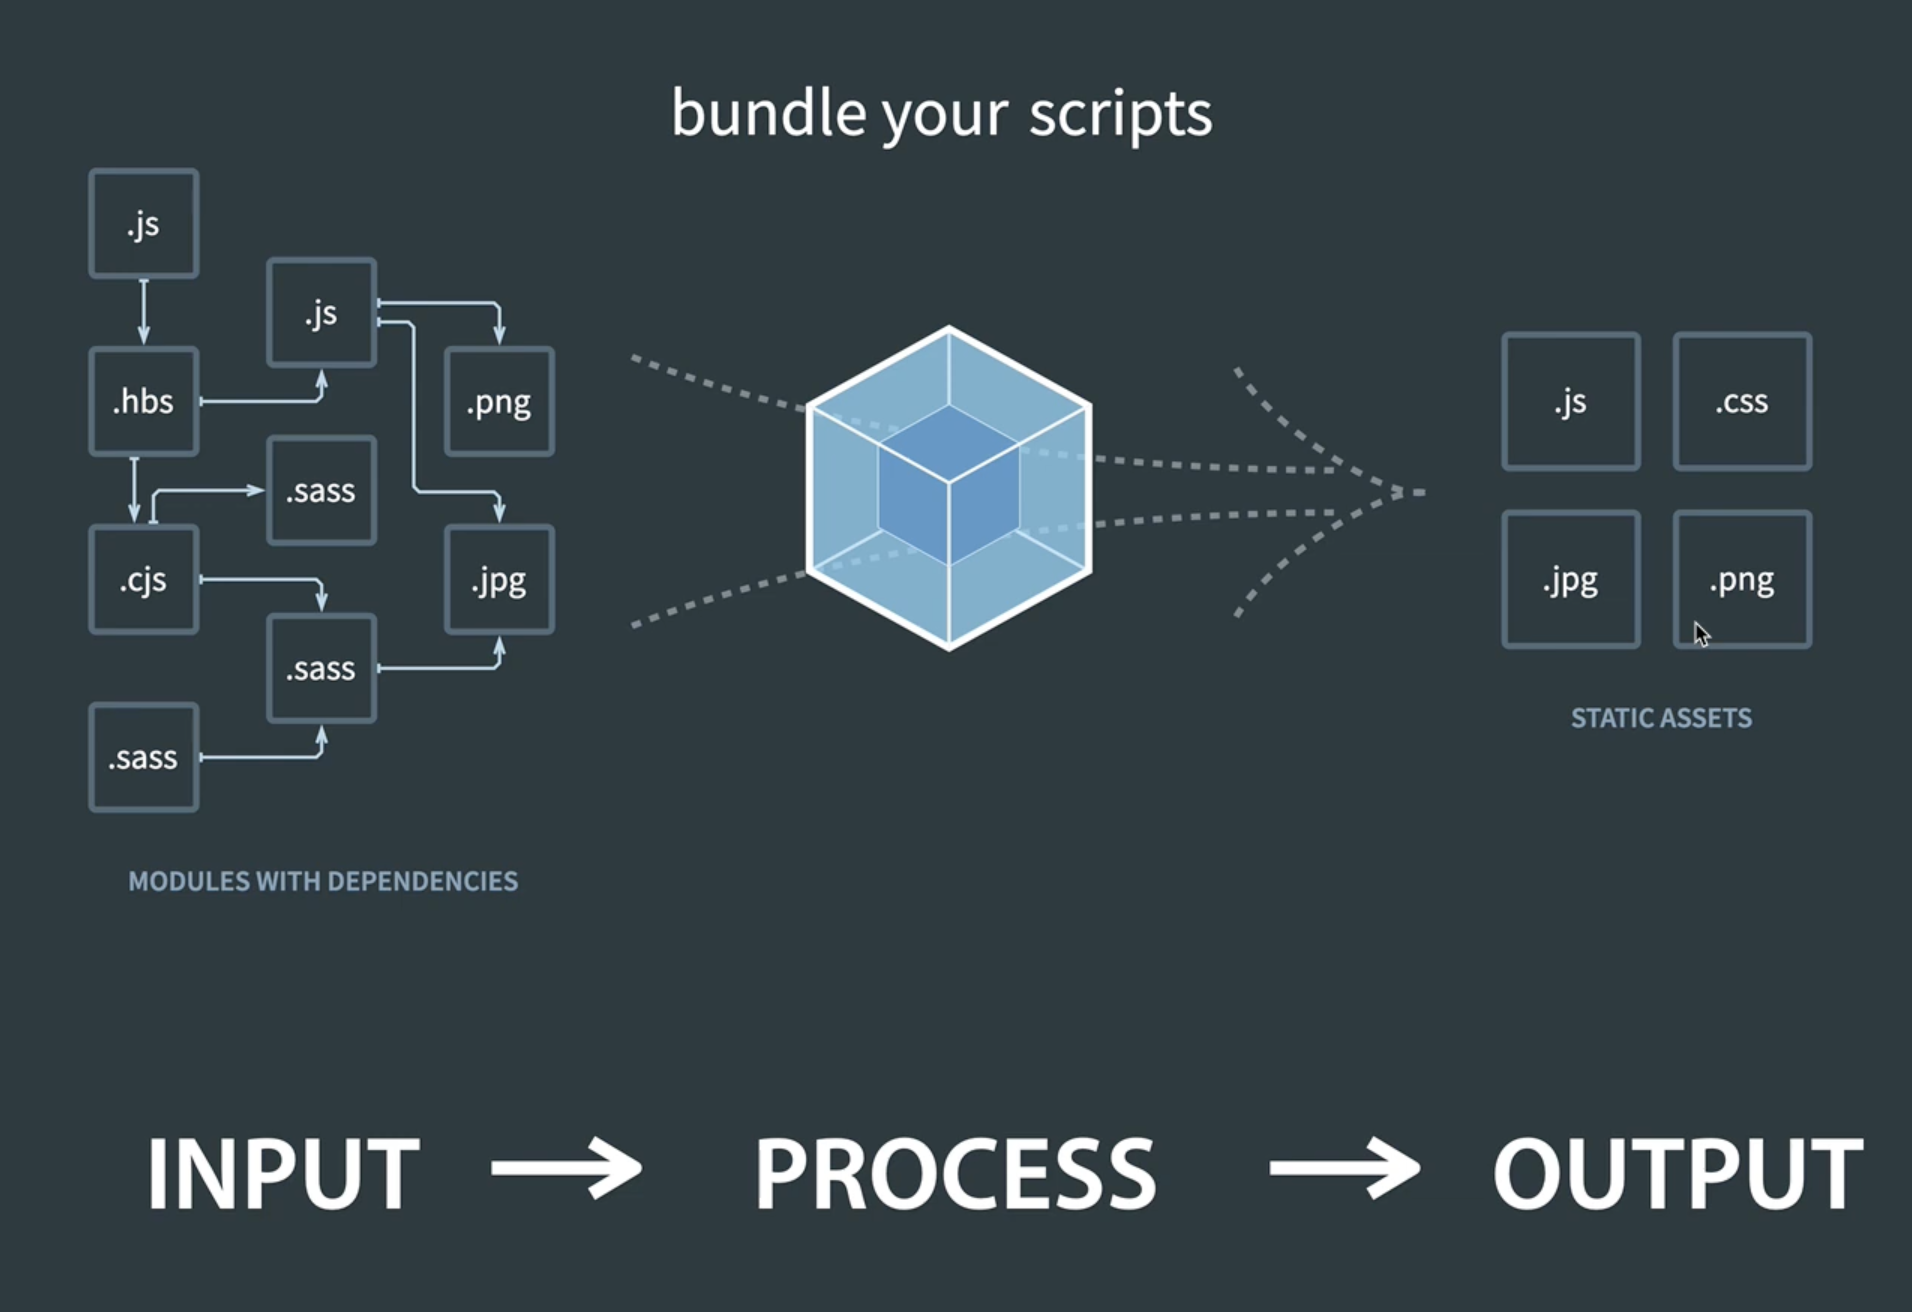 bundle your scripts
.js
.js
.hbs
.png
.sass
.cjs
.jpg
.sass
.sass
MODULES WITH DEPENDENCIES
.js
.css
.jpg
.png
STATIC ASSETS
INPUT → PROCESS → OUTPUT